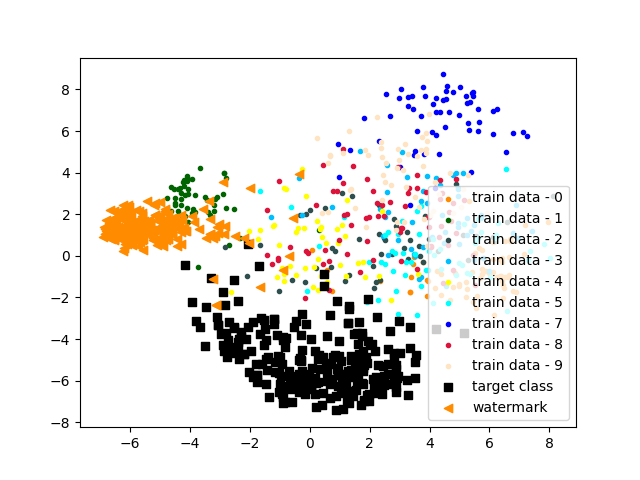 8
6
4
2
0
−2
−4
−6
−8
−6
−4
−2
0
2
4
6
8
train data - 0
train data - 1
train data - 2
train data - 3
train data - 4
train data - 5
train data - 7
train data - 8
train data - 9
target class
watermark